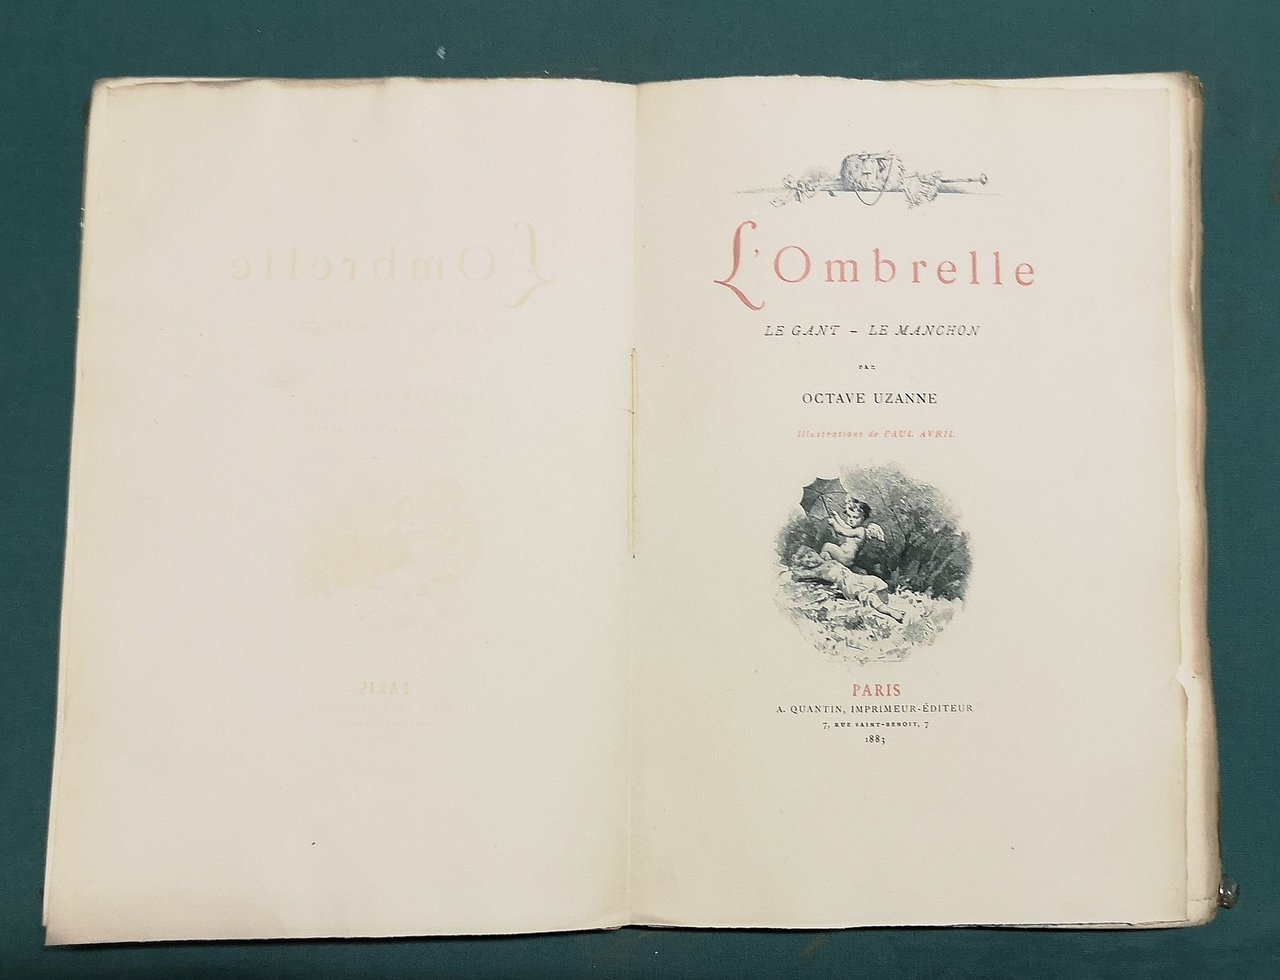 L'Ombrelle
LE GANT – LE MANCHON
PAR
OCTAVE UZANNE
Illustrations de PAUL AVRIL
PARIS
A. QUANTIN, IMPRIMEUR-ÉDITEUR
7, RUE SAINT-BENOIT, 7
1883